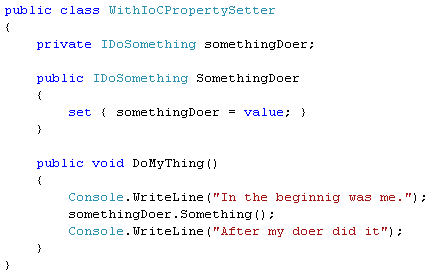 public class WithIoCPropertySetter
{
    private IDoSomething somethingDoer;

    public IDoSomething SomethingDoer
    {
        set { somethingDoer = value; }
    }

    public void DoMyThing()
    {
        Console.WriteLine("In the beginnig was me.");
        somethingDoer.Something();
        Console.WriteLine("After my doer did it");
    }
}